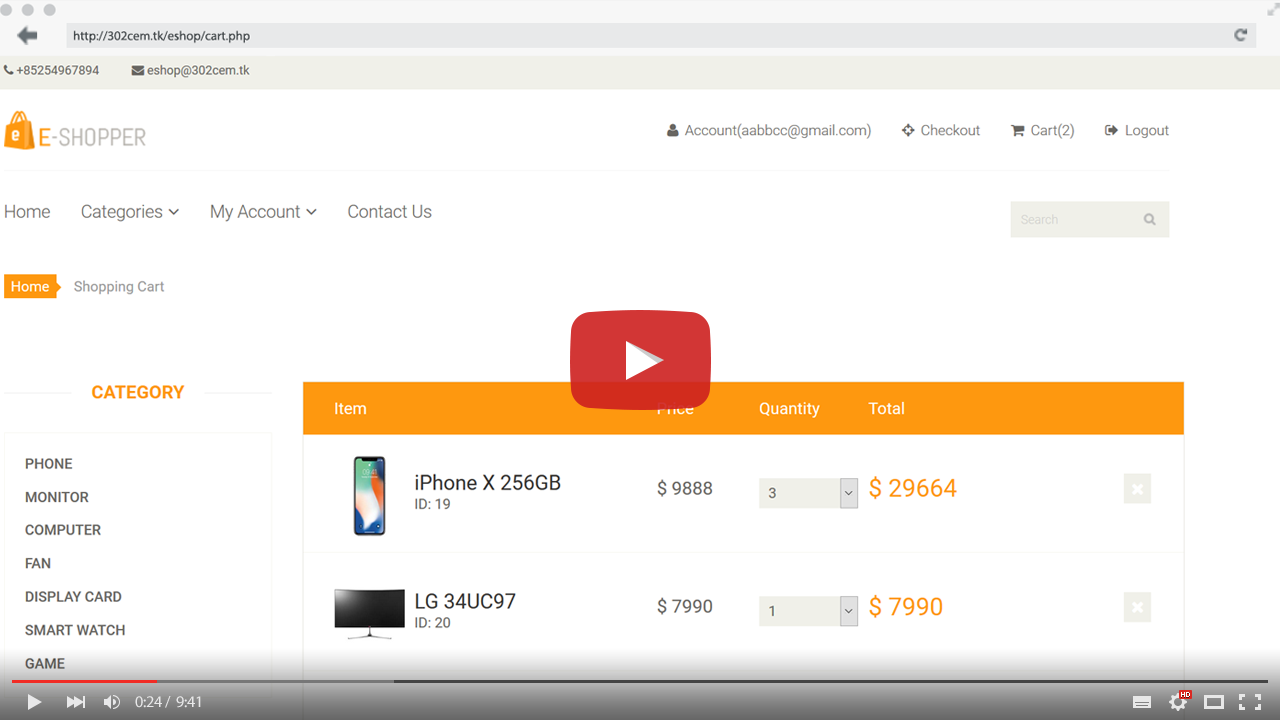 http://302cem.tk/eshop/cart.php
+85254967894 eshop@302cem.tk
e E-SHOPPER
Account(aabbcc@gmail.com) Checkout Cart(2) Logout
Home Categories My Account Contact Us
Search
Home Shopping Cart
CATEGORY
PHONE
MONITOR
COMPUTER
FAN
DISPLAY CARD
SMART WATCH
GAME
Item Price Quantity Total
iPhone X 256GB $ 9888 3 $ 29664
ID: 19
LG 34UC97 $ 7990 1 $ 7990
ID: 20
0:24 / 9:41
HD